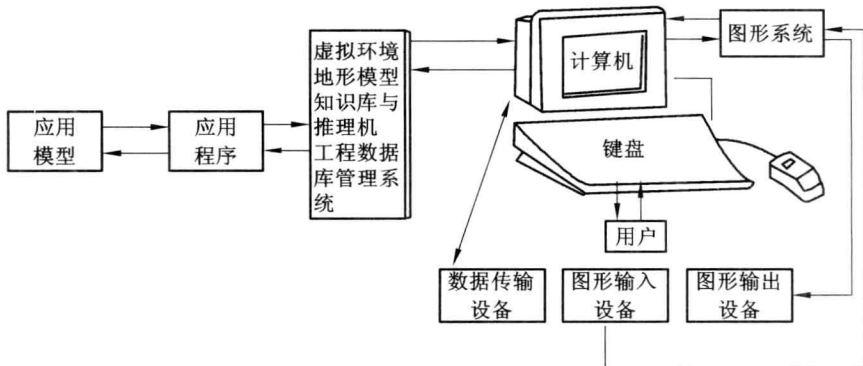 应用
模型
应用
程序
虚拟环境
地形模型
知识库与
推理机
工程数据
库管理系
统
计算机
图形系统
键盘
用户
数据传输
设备
图形输入
设备
图形输出
设备